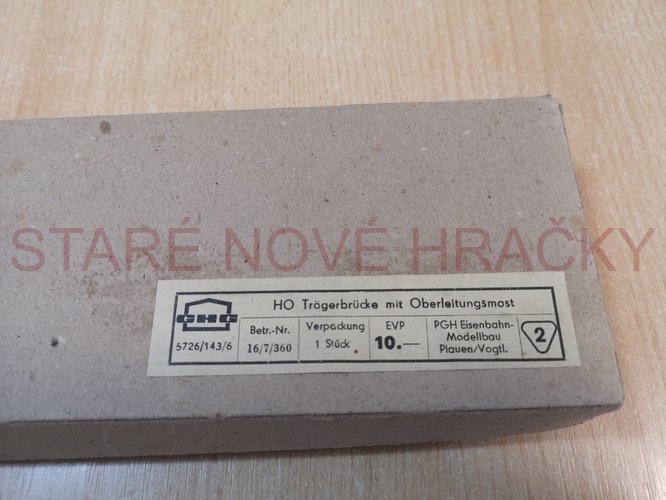 STARÉ NOVÉ HRAČKY
HO Trägerbrücke mit Oberleitungsmast
GHG
5726/143/6
Betr.-Nr.
16/7/360
Verpackung
1 Stück
EVP
10.—
PGH Eisenbahn-
Modellbau
Plauen/Vogtl.
2